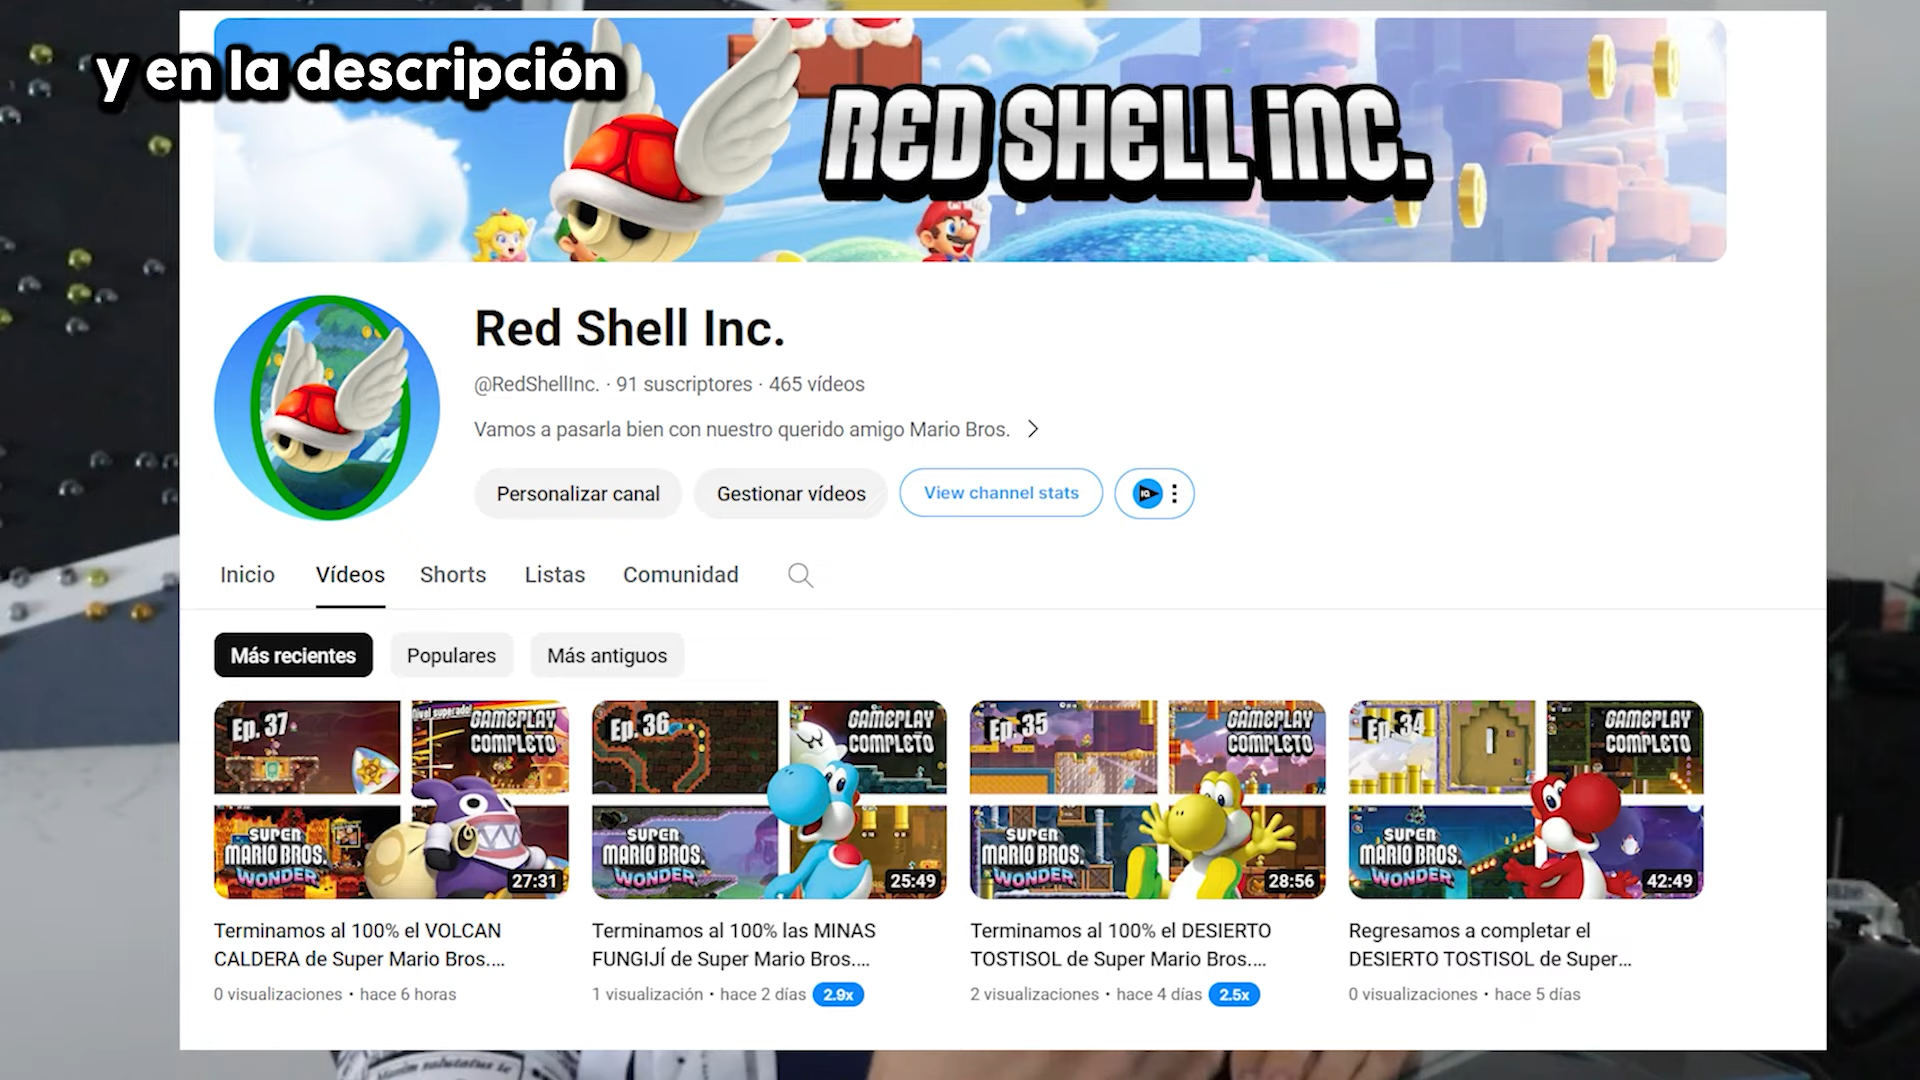 y en la descripción
RED SHELL INC.
Red Shell Inc.
@RedShellInc. · 91 suscriptores · 465 vídeos
Vamos a pasarla bien con nuestro querido amigo Mario Bros.
Personalizar canal
Gestionar vídeos
View channel stats
IQ
Inicio
Vídeos
Shorts
Listas
Comunidad
Más recientes
Populares
Más antiguos
Ep. 37
¡Nivel superado!
GAMEPLAY
COMPLETO
SUPER
MARIO BROS.
WONDER
27:31
Ep. 36
GAMEPLAY
COMPLETO
SUPER
MARIO BROS.
WONDER
25:49
Ep. 35
GAMEPLAY
COMPLETO
SUPER
MARIO BROS.
WONDER
28:56
Ep. 34
GAMEPLAY
COMPLETO
SUPER
MARIO BROS.
WONDER
42:49
Terminamos al 100% el VOLCAN
CALDERA de Super Mario Bros....
0 visualizaciones • hace 6 horas
Terminamos al 100% las MINAS
FUNGIJÍ de Super Mario Bros....
1 visualización • hace 2 días 2.9x
Terminamos al 100% el DESIERTO
TOSTISOL de Super Mario Bros....
2 visualizaciones • hace 4 días 2.5x
Regresamos a completar el
DESIERTO TOSTISOL de Super...
0 visualizaciones • hace 5 días